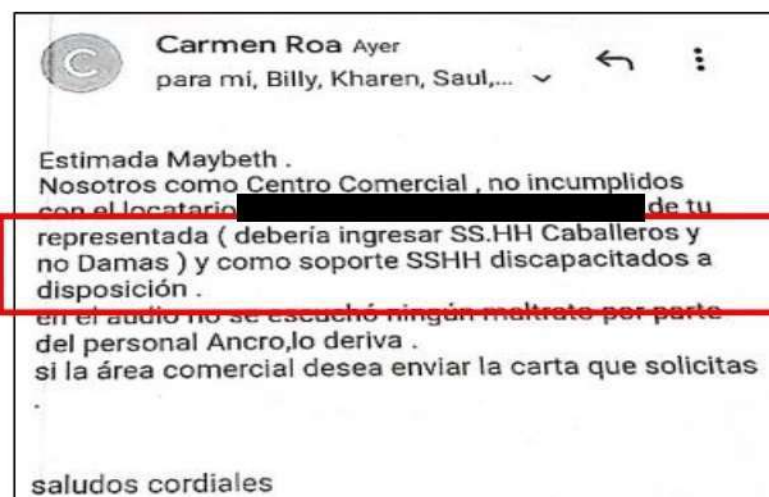 C
Carmen Roa Ayer
para mí, Billy, Kharen, Saul,...
Estimada Maybeth .
Nosotros como Centro Comercial , no incumplidos
con el locatario de tu
representada ( debería ingresar SS.HH Caballeros y
no Damas ) y como soporte SSHH discapacitados a
disposición .
en el audio no se escuchó ningún maltrato por parte
del personal Ancro,lo deriva .
si la área comercial desea enviar la carta que solicitas
.
saludos cordiales